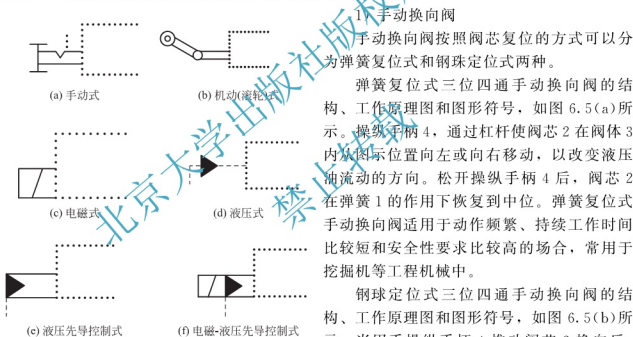 (a) 手动式
(b) 机动(滚轮)式
(c) 电磁式
(d) 液压式
(e) 液压先导控制式
(f) 电磁-液压先导控制式
1) 手动换向阀
手动换向阀按照阀芯复位的方式可以分
为弹簧复位式和钢珠定位式两种。
弹簧复位式三位四通手动换向阀的结
构、工作原理图和图形符号，如图 6.5(a)所
示。操纵手柄 4，通过杠杆使阀芯 2 在阀体 3
内从图示位置向左或向右移动，以改变液压
油流动的方向。松开操纵手柄 4 后，阀芯 2
在弹簧 1 的作用下恢复到中位。弹簧复位式
手动换向阀适用于动作频繁、持续工作时间
比较短和安全性要求比较高的场合，常用于
挖掘机等工程机械中。
钢球定位式三位四通手动换向阀的结
构、工作原理图和图形符号，如图 6.5(b)所
北京大学出版社版权
禁止转载